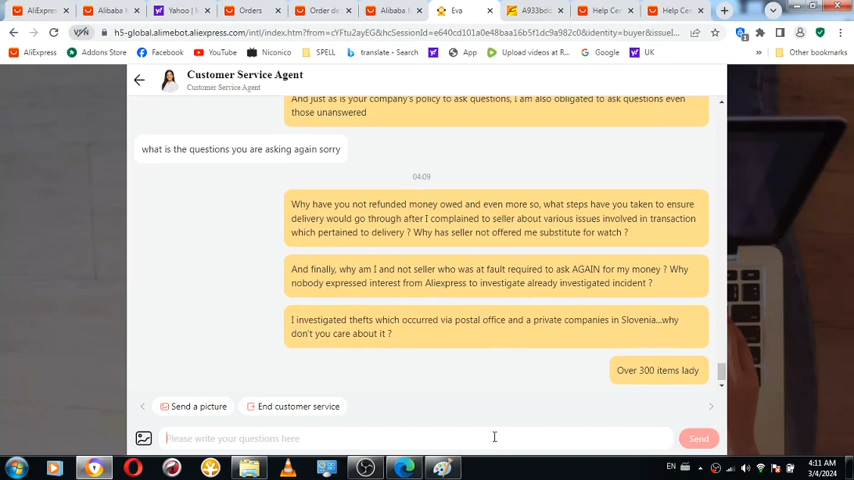 AliExpres
Alibaba
Yahoo
Orders
Order de
Alibaba
Eva
A933bdd
Help Cen
Help Cen
h5-global.alimebot.aliexpress.com/intl/index.htm?from=cYFtu2ayEG&hcSessionId=e640cd101a0e48baa16b5f1dc9a982c0&identity=buyer&issueI...
AliExpress
Addons Store
Facebook
YouTube
Niconico
SPELL
translate - Search
App
Upload videos at r...
Google
UK
»
Other bookmarks
Customer Service Agent
Customer Service Agent
And just as is your company's policy to ask questions, I am also obligated to ask questions even
those unanswered
what is the questions you are asking again sorry
04:09
Why have you not refunded money owed and even more so, what steps have you taken to ensure
delivery would go through after I complained to seller about various issues involved in transaction
which pertained to delivery ? Why has seller not offered me substitute for watch ?
And finally, why am I and not seller who was at fault required to ask AGAIN for my money ? Why
nobody expressed interest from Aliexpress to investigate already investigated incident ?
I investigated thefts which occurred via postal office and a private companies in Slovenia...why
don't you care about it ?
Over 300 items lady
Send a picture
End customer service
Please write your questions here
Send
EN
4:11 AM
3/4/2024